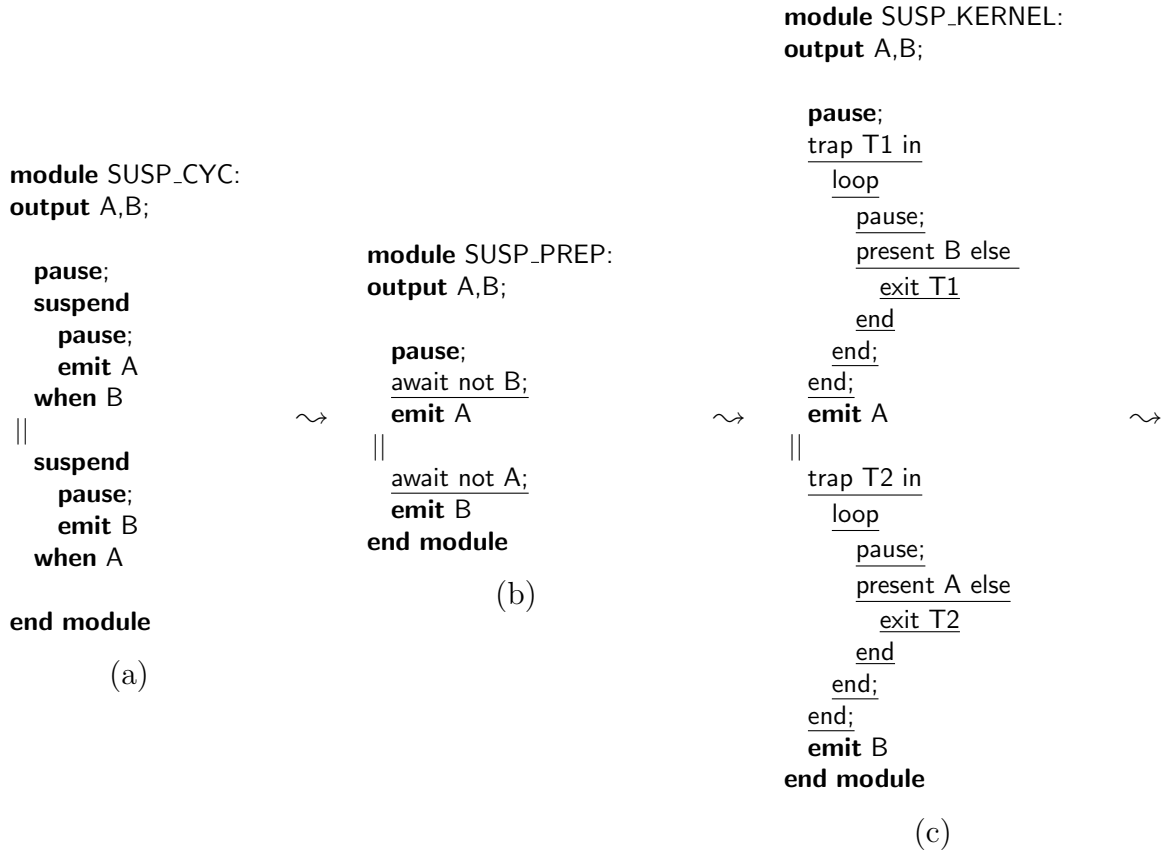 module SUSP_CYC:
output A,B;
pause;
suspend
pause;
emit A
when B
||
suspend
pause;
emit B
when A
end module
(a)
⇝
module SUSP_PREP:
output A,B;
pause;
await not B;
emit A
||
await not A;
emit B
end module
(b)
⇝
module SUSP_KERNEL:
output A,B;
pause;
trap T1 in
loop
pause;
present B else
exit T1
end
end;
end;
emit A
||
trap T2 in
loop
pause;
present A else
exit T2
end
end;
end;
emit B
end module
(c)
⇝